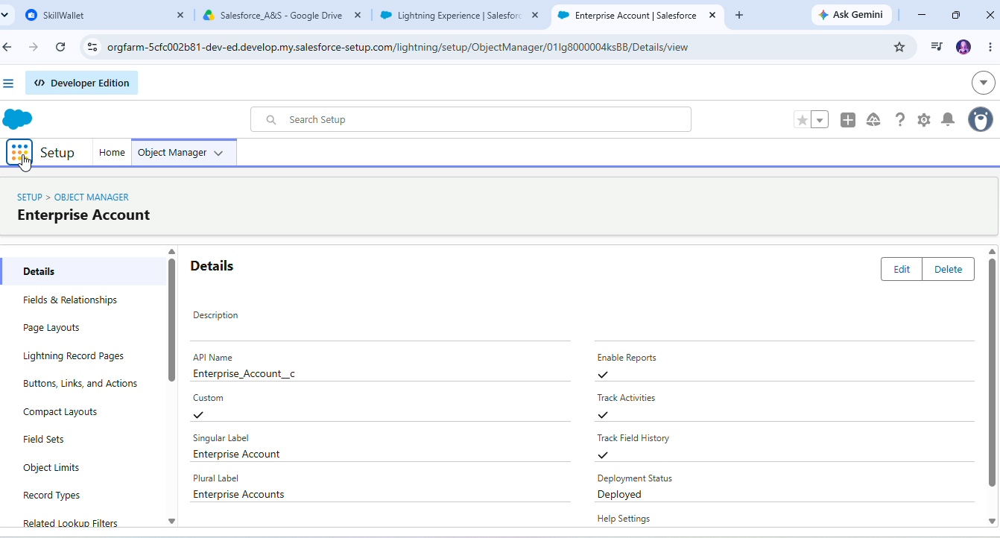 SkillWallet
Salesforce_A&S - Google Drive
Lightning Experience | Salesforc
Enterprise Account | Salesforce
Ask Gemini
orgfarm-5cfc002b81-dev-ed.develop.my.salesforce-setup.com/lightning/setup/ObjectManager/01Ig8000004ksBB/Details/view
</> Developer Edition
Search Setup
Setup
Home
Object Manager
SETUP > OBJECT MANAGER
Enterprise Account
Details
Fields & Relationships
Page Layouts
Lightning Record Pages
Buttons, Links, and Actions
Compact Layouts
Field Sets
Object Limits
Record Types
Related Lookup Filters
Details
Edit
Delete
Description
API Name
Enterprise_Account__c
Custom
Singular Label
Enterprise Account
Plural Label
Enterprise Accounts
Enable Reports
Track Activities
Track Field History
Deployment Status
Deployed
Help Settings